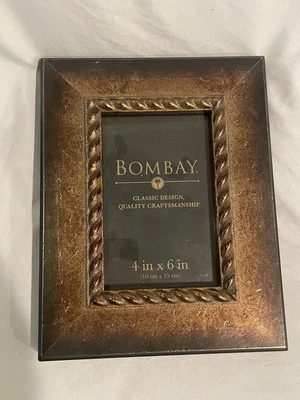 BOMBAY
CLASSIC DESIGN,
QUALITY CRAFTSMANSHIP
4 in x 6 in
(10 cm x 15 cm)